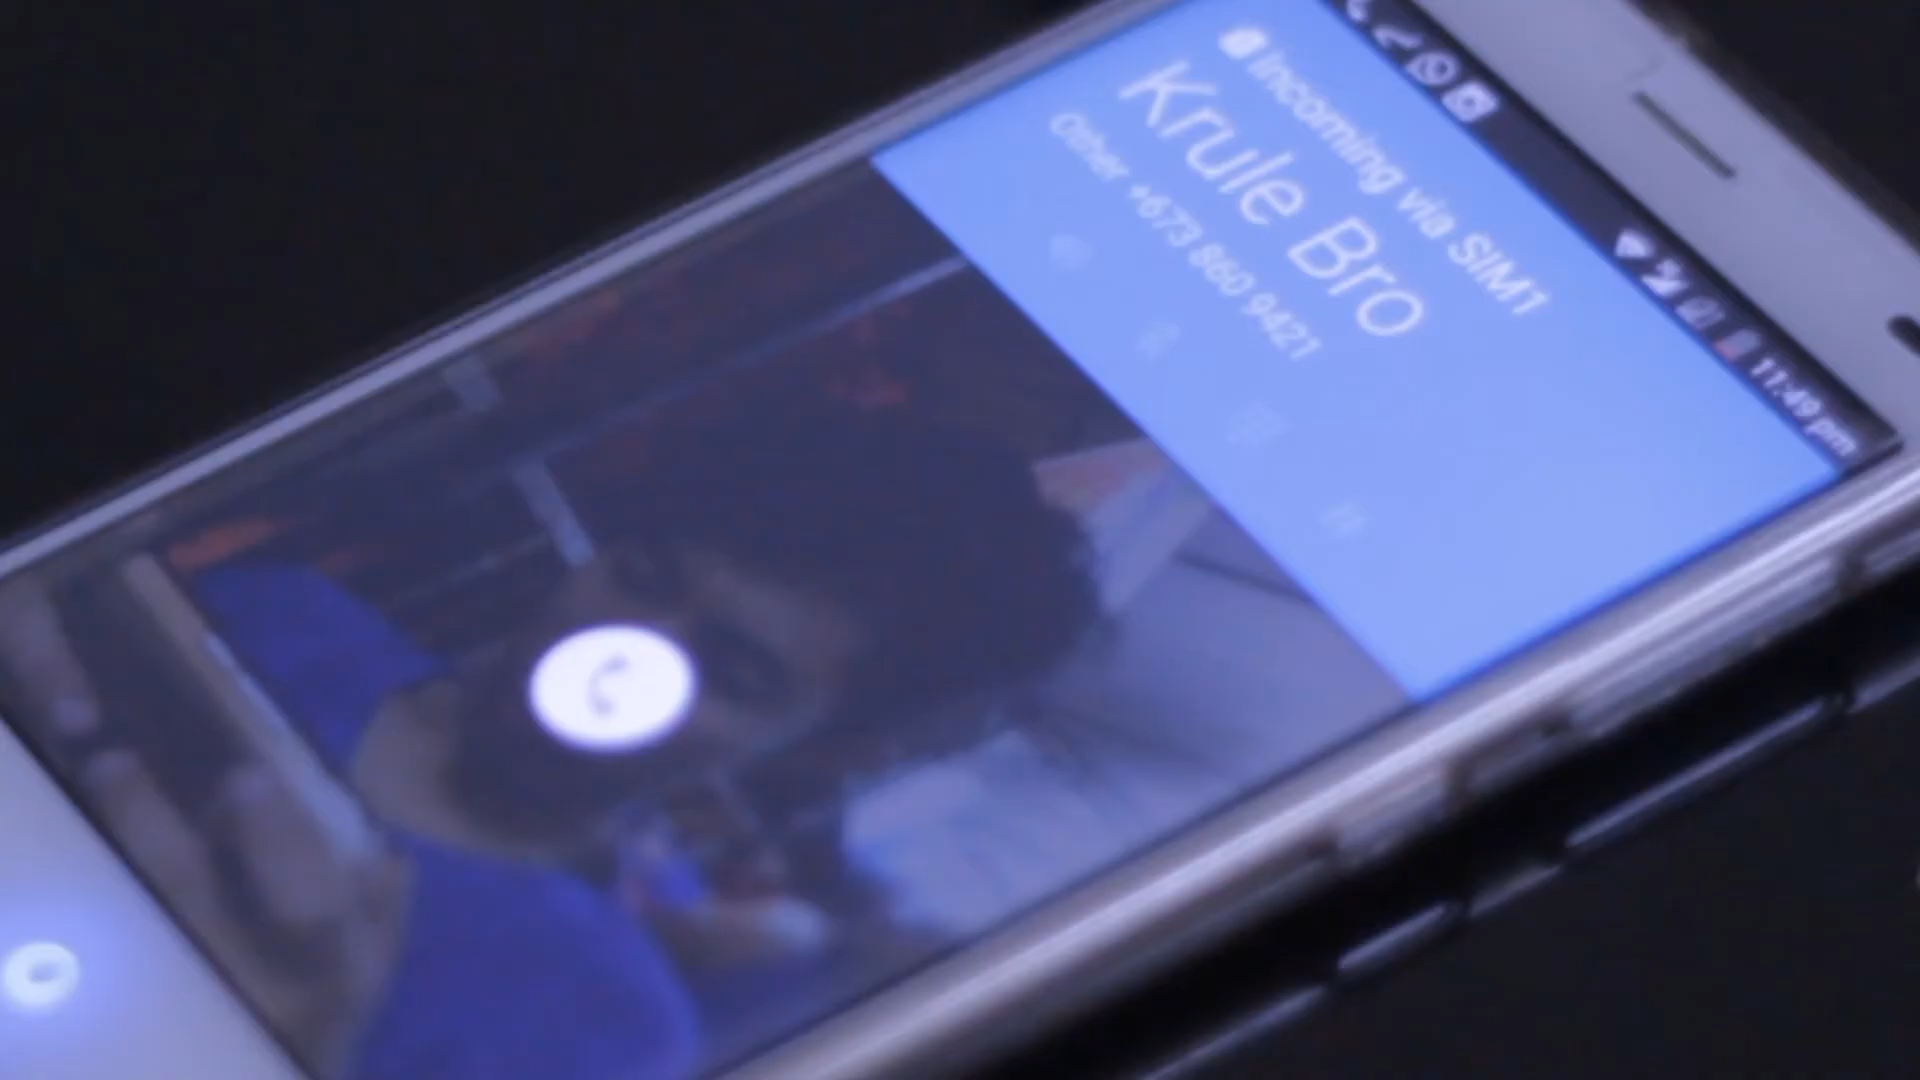 11:49 pm
Incoming via SIM1
Krule Bro
Other +673 860 9421